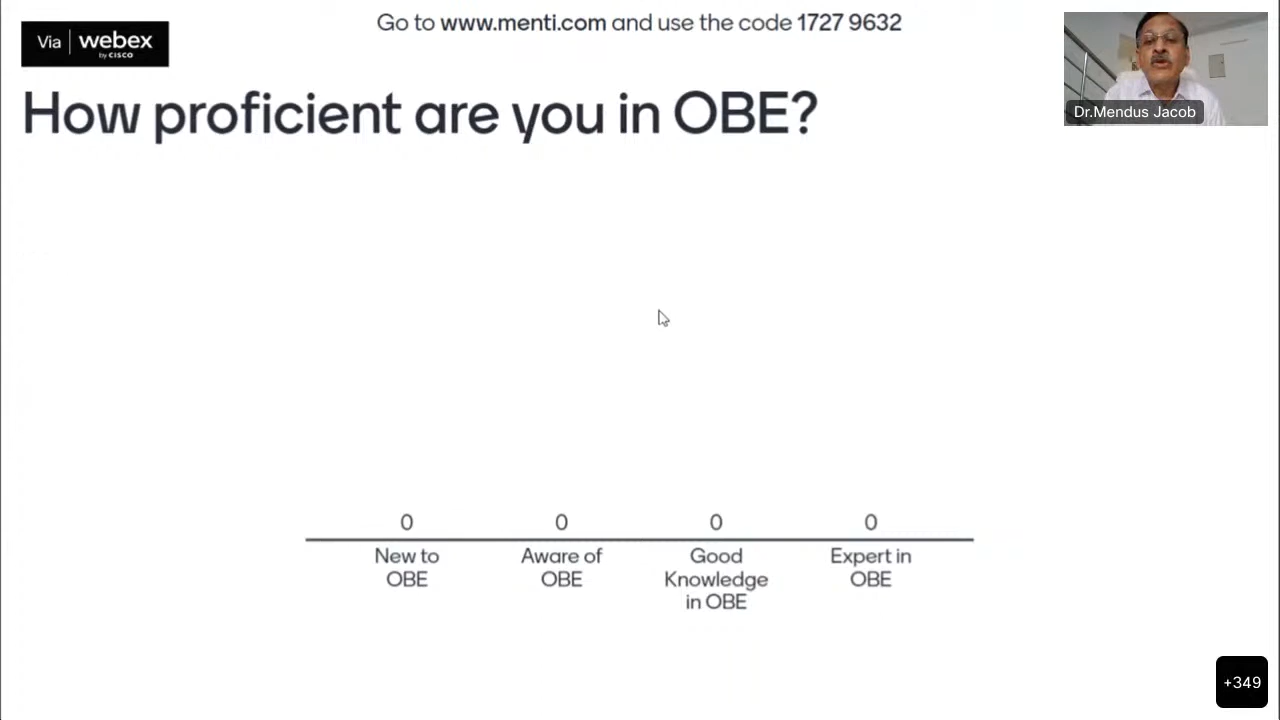 Go to www.menti.com and use the code 1727 9632
Via webex
by CISCO
Dr.Mendus Jacob
How proficient are you in OBE?
0 0 0 0
New to Aware of Good Expert in
OBE OBE Knowledge OBE
in OBE
+349